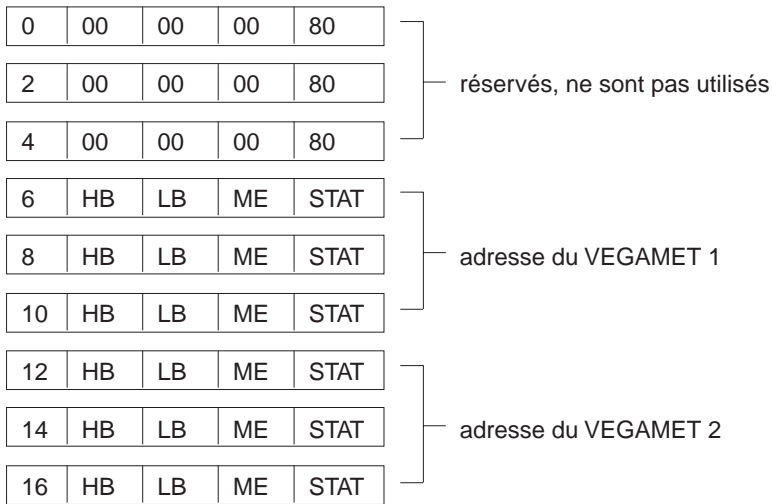 0 00 00 00 80
2 00 00 00 80
réservés, ne sont pas utilisés
4 00 00 00 80
6 HB LB ME STAT
8 HB LB ME STAT
adresse du VEGAMET 1
10 HB LB ME STAT
12 HB LB ME STAT
14 HB LB ME STAT
adresse du VEGAMET 2
16 HB LB ME STAT